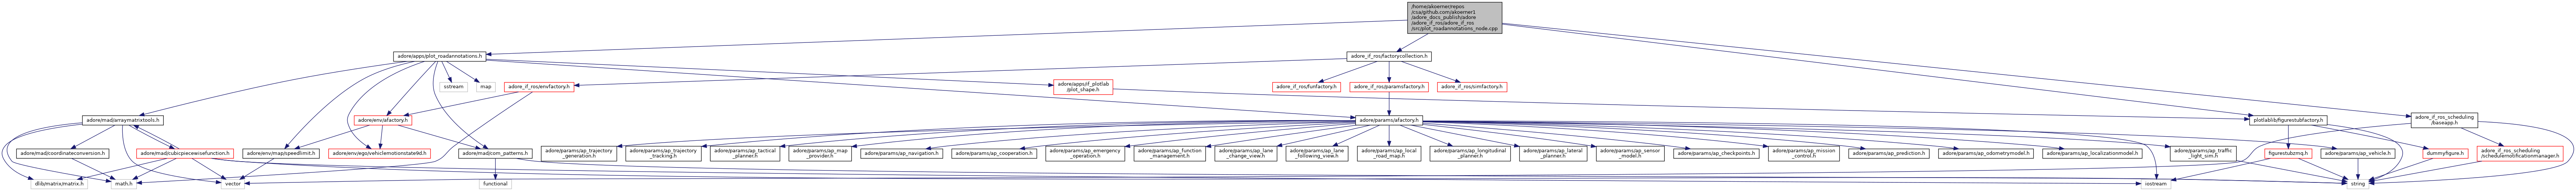 /home/akoerner/repos
/csa/github.com/akoerner1
/adore_docs_publish/adore
/adore_if_ros/adore_if_ros
/src/plot_roadannotations_node.cpp
adore/apps/plot_roadannotations.h
adore_if_ros/factorycollection.h
sstream
map
adore_if_ros/envfactory.h
adore/apps/if_plotlab
/plot_shape.h
adore_if_ros/funfactory.h
adore_if_ros/paramsfactory.h
adore_if_ros/simfactory.h
adore/mad/arraymatrixtools.h
adore/env/afactory.h
adore/params/afactory.h
plotlablib/figurestubfactory.h
adore_if_ros_scheduling
/baseapp.h
adore/mad/coordinateconversion.h
adore/mad/cubicpiecewisefunction.h
adore/env/map/speedlimit.h
adore/env/ego/vehiclemotionstate9d.h
adore/mad/com_patterns.h
adore/params/ap_trajectory
_generation.h
adore/params/ap_trajectory
_tracking.h
adore/params/ap_tactical
_planner.h
adore/params/ap_map
_provider.h
adore/params/ap_navigation.h
adore/params/ap_cooperation.h
adore/params/ap_emergency
_operation.h
adore/params/ap_function
_management.h
adore/params/ap_lane
_change_view.h
adore/params/ap_lane
_following_view.h
adore/params/ap_local
_road_map.h
adore/params/ap_longitudinal
_planner.h
adore/params/ap_lateral
_planner.h
adore/params/ap_sensor
_model.h
adore/params/ap_checkpoints.h
adore/params/ap_mission
_control.h
adore/params/ap_prediction.h
adore/params/ap_odometrymodel.h
adore/params/ap_localizationmodel.h
adore/params/ap_traffic
_light_sim.h
figurestubzmq.h
adore/params/ap_vehicle.h
dummyfigure.h
adore_if_ros_scheduling
/schedulernotificationmanager.h
dlib/matrix/matrix.h
math.h
vector
functional
iostream
string